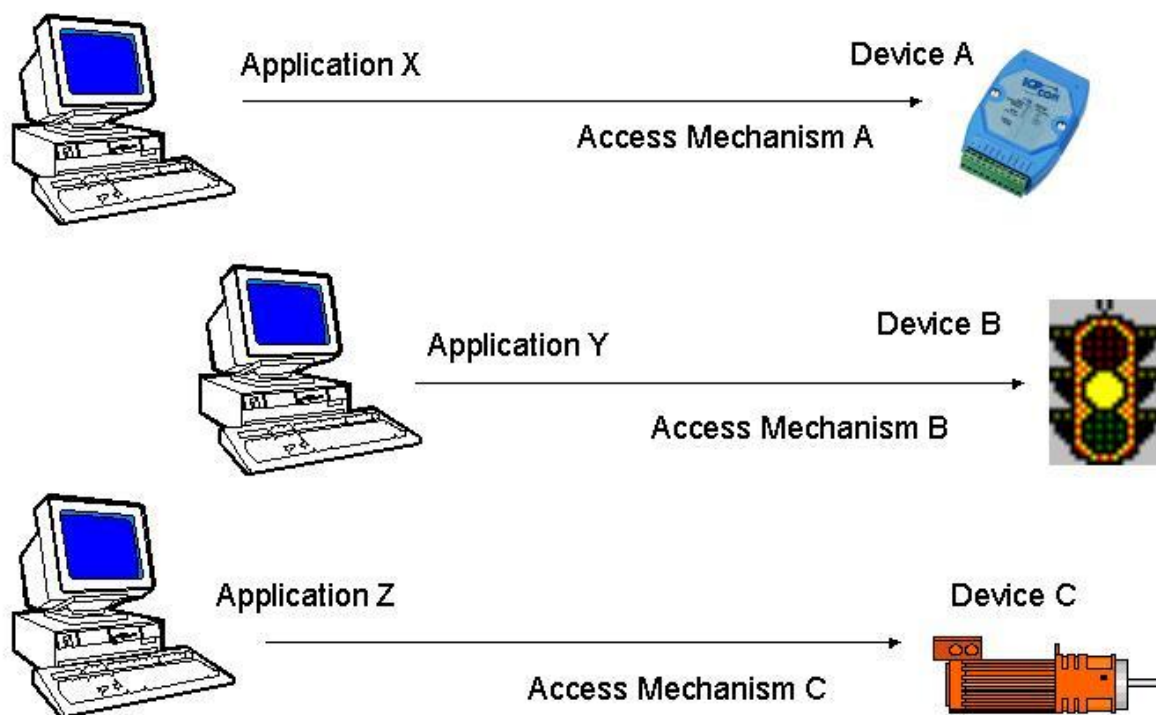 Application X
Device A
Access Mechanism A
Application Y
Device B
Access Mechanism B
Application Z
Device C
Access Mechanism C